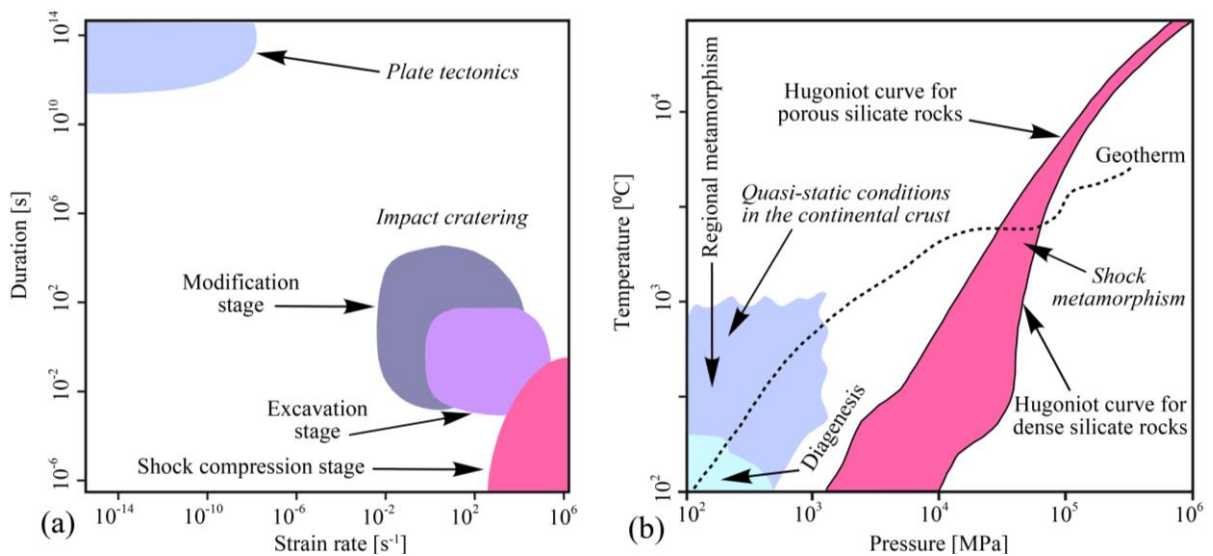 10^14
10^10
10^6
10^2
10^-2
10^-6
Duration [s]
Plate tectonics
Impact cratering
Modification
stage
Excavation
stage
Shock compression stage
(a)
10^-14
10^-10
10^-6
10^-2
10^2
10^6
Strain rate [s^-1]
10^4
10^3
10^2
Temperature [^0C]
Regional metamorphism
Hugoniot curve for
porous silicate rocks
Geotherm
Quasi-static conditions
in the continental crust
Shock
metamorphism
Diagenesis
Hugoniot curve for
dense silicate rocks
(b)
10^2
10^3
10^4
10^5
10^6
Pressure [MPa]